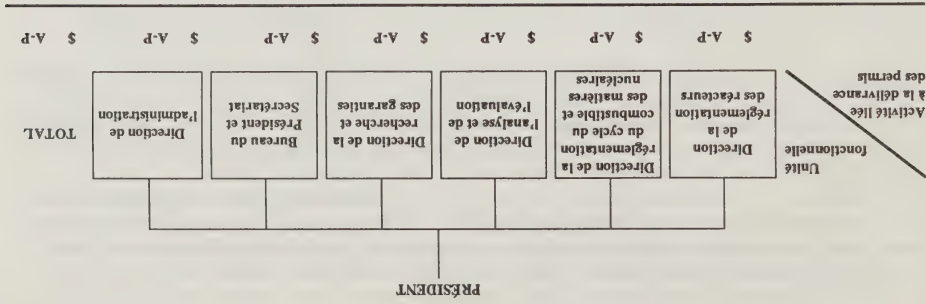 PRÉSIDENT
Unité
fonctionnelle
Activité liée
à la délivrance
des permis
Direction
de la
réglementation
des réacteurs
Direction de la
réglementation
du cycle du
combustible et
des matières
nucléaires
Direction de
l'analyse et de
l'évaluation
Direction de la
recherche et
des garanties
Bureau du
Président et
Secrétariat
Direction de
l'administration
TOTAL
$ A-P $ A-P $ A-P $ A-P $ A-P $ A-P $ A-P